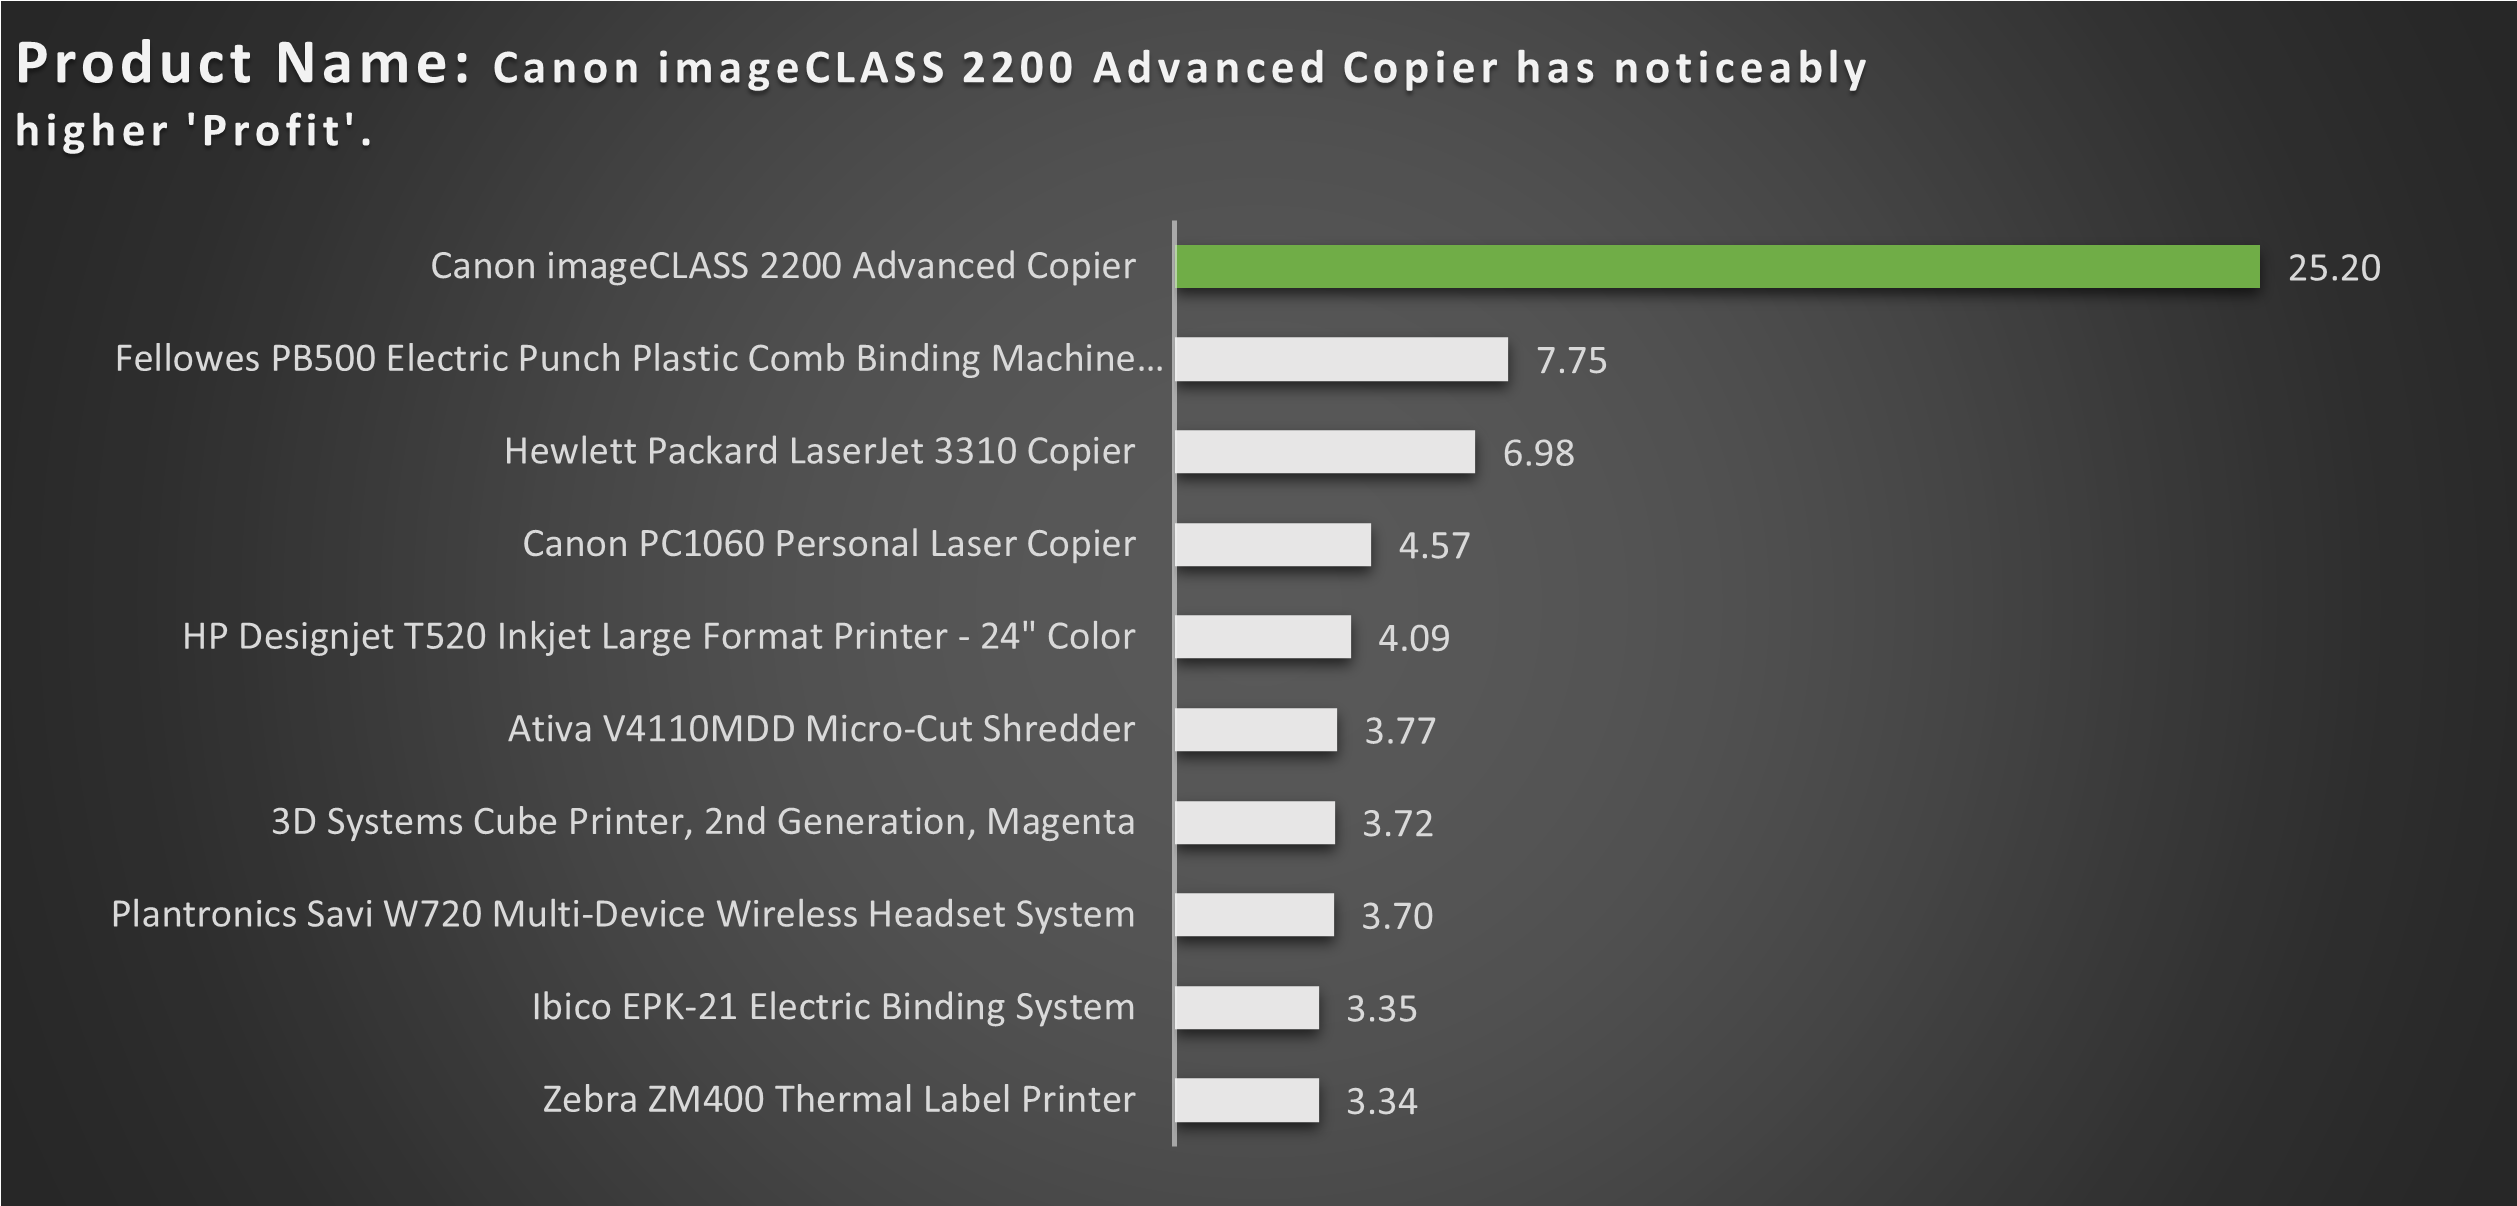 Product Name: Canon imageCLASS 2200 Advanced Copier has noticeably
higher 'Profit'.
Canon imageCLASS 2200 Advanced Copier 25.20
Fellowes PB500 Electric Punch Plastic Comb Binding Machine... 7.75
Hewlett Packard LaserJet 3310 Copier 6.98
Canon PC1060 Personal Laser Copier 4.57
HP Designjet T520 Inkjet Large Format Printer - 24" Color 4.09
Ativa V4110MDD Micro-Cut Shredder 3.77
3D Systems Cube Printer, 2nd Generation, Magenta 3.72
Plantronics Savi W720 Multi-Device Wireless Headset System 3.70
Ibico EPK-21 Electric Binding System 3.35
Zebra ZM400 Thermal Label Printer 3.34